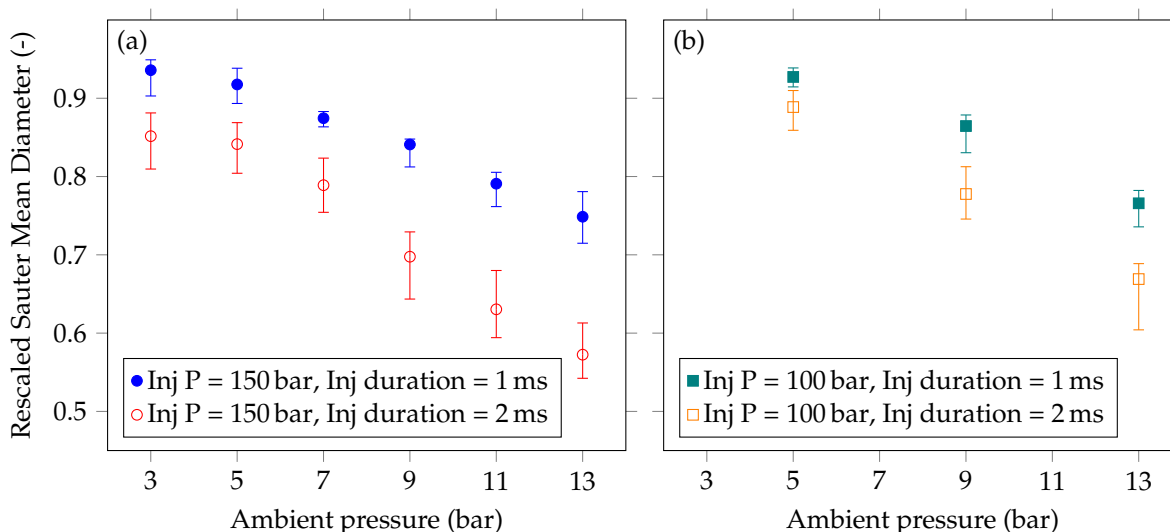 Rescaled Sauter Mean Diameter (-)
(a)
0.9
0.8
0.7
0.6
0.5
Inj P = 150 bar, Inj duration = 1 ms
Inj P = 150 bar, Inj duration = 2 ms
3 5 7 9 11 13
Ambient pressure (bar)
(b)
Inj P = 100 bar, Inj duration = 1 ms
Inj P = 100 bar, Inj duration = 2 ms
3 5 7 9 11 13
Ambient pressure (bar)